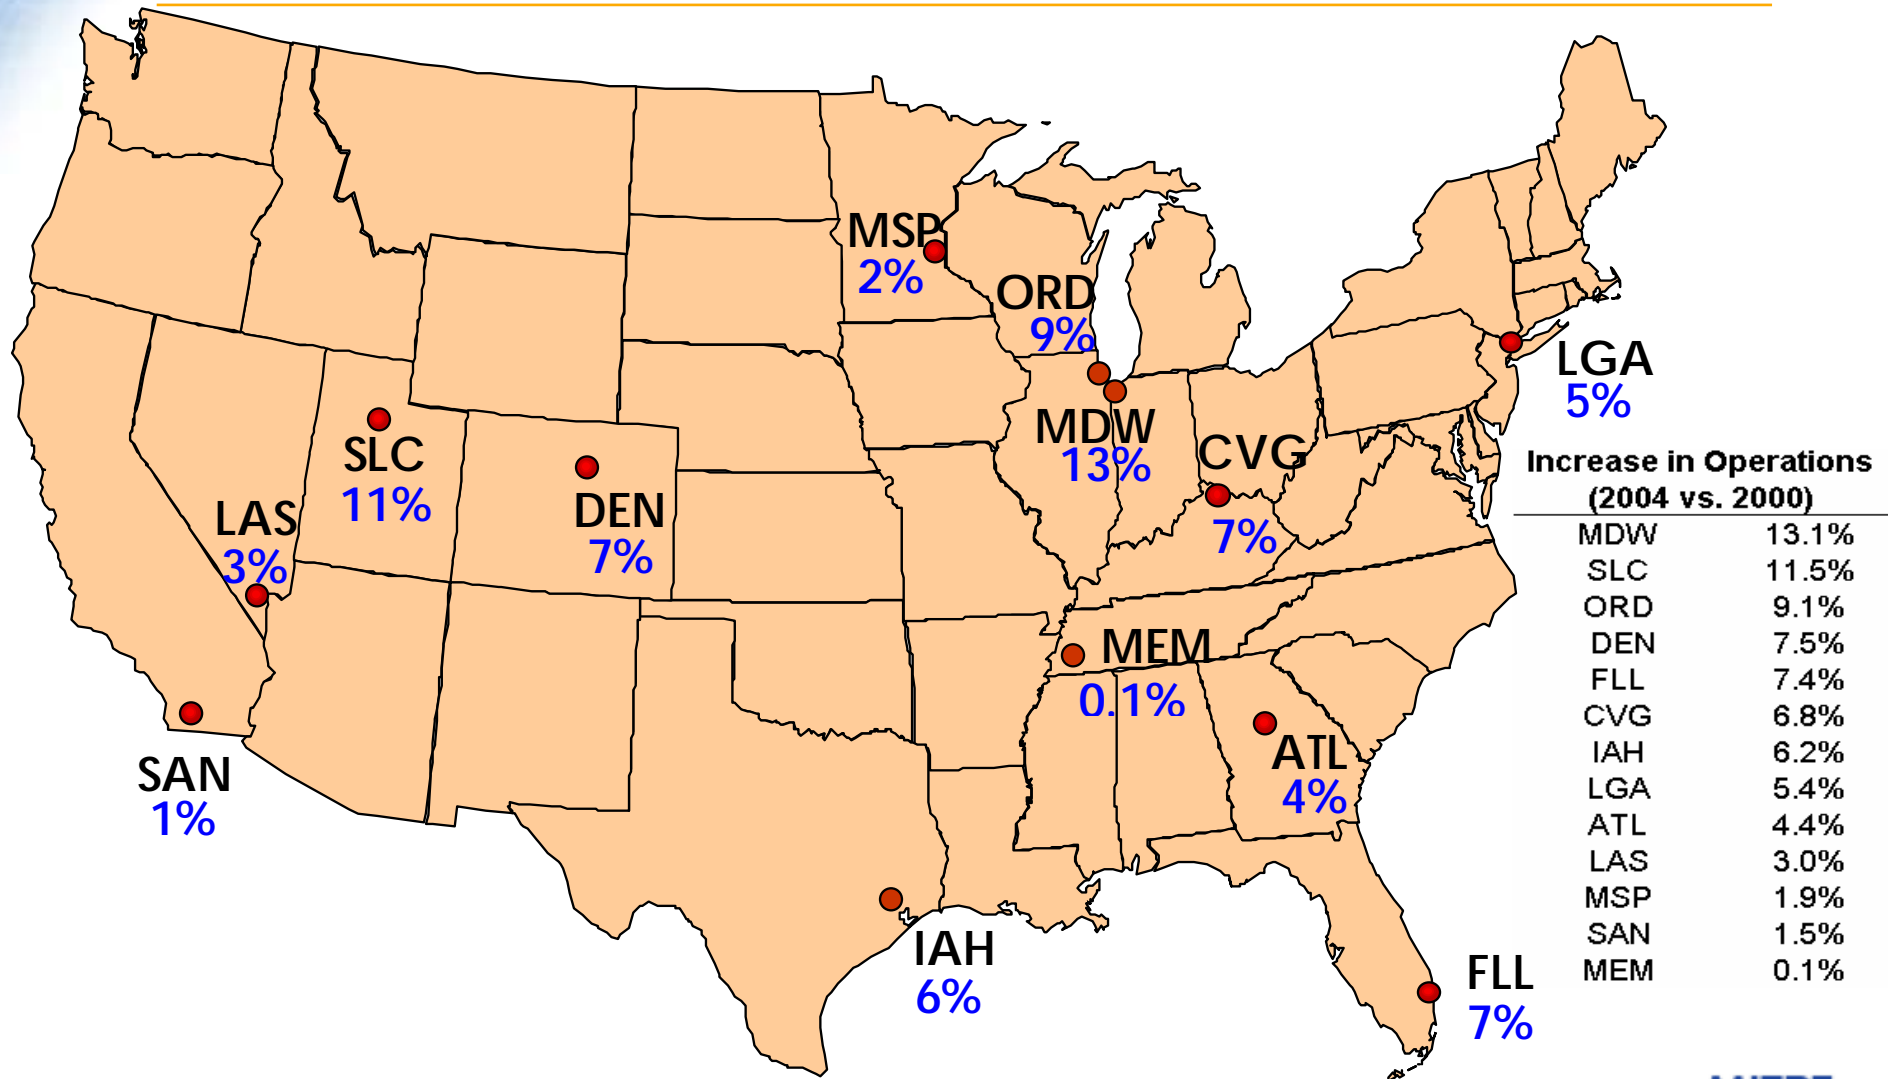 MSP
2%
ORD
9%
LGA
5%
MDW
13%
CVG
7%
SLC
11%
DEN
7%
LAS
3%
MEM
0.1%
ATL
4%
SAN
1%
IAH
6%
FLL
7%
Increase in Operations
(2004 vs. 2000)
MDW 13.1%
SLC 11.5%
ORD 9.1%
DEN 7.5%
FLL 7.4%
CVG 6.8%
IAH 6.2%
LGA 5.4%
ATL 4.4%
LAS 3.0%
MSP 1.9%
SAN 1.5%
MEM 0.1%